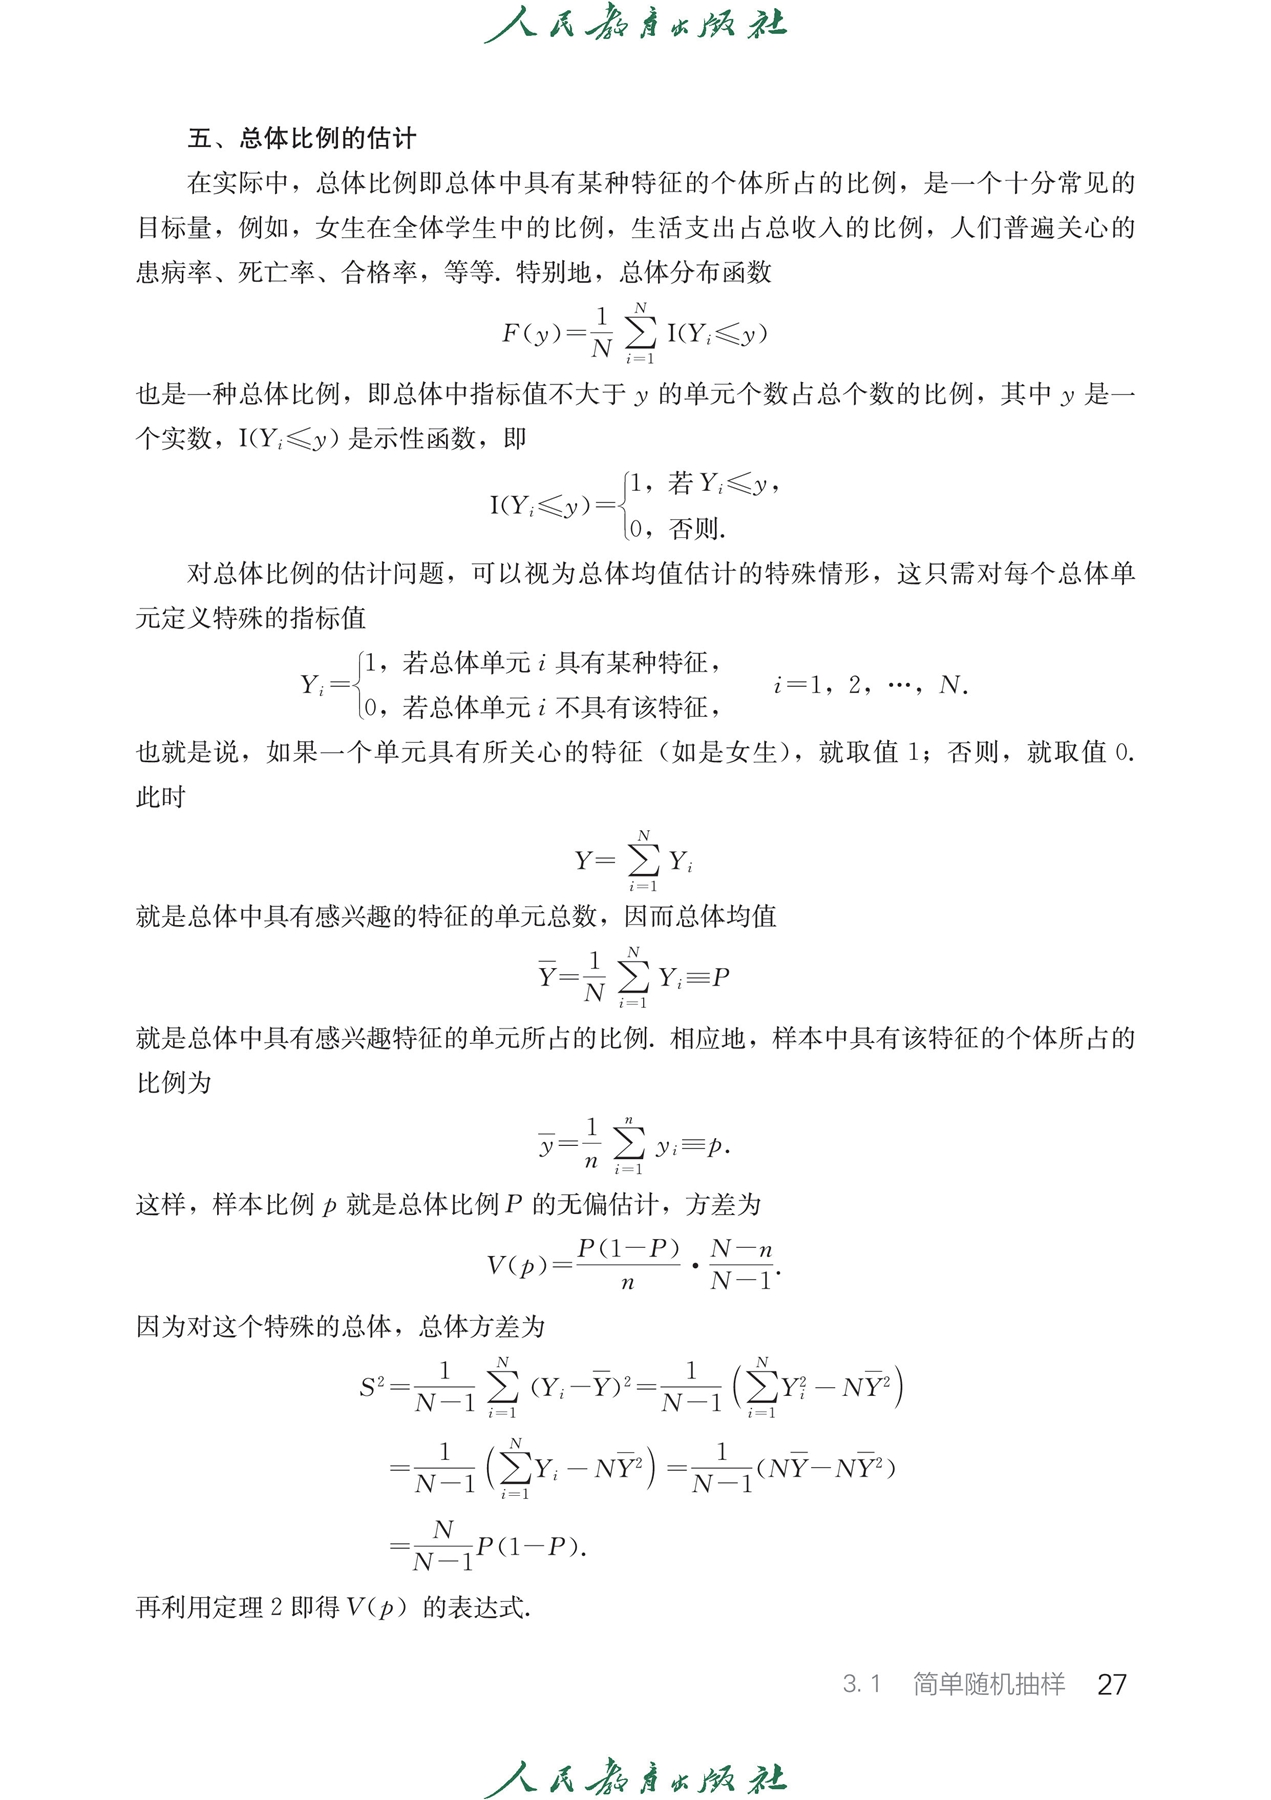 人民教育出版社
五、总体比例的估计
在实际中，总体比例即总体中具有某种特征的个体所占的比例，是一个十分常见的
目标量，例如，女生在全体学生中的比例，生活支出占总收入的比例，人们普遍关心的
患病率、死亡率、合格率，等等. 特别地，总体分布函数
F(y)=\frac{1}{N}\sum_{i=1}^{N} I(Y_i≤y)
也是一种总体比例，即总体中指标值不大于 y 的单元个数占总个数的比例，其中 y 是一
个实数，I(Y_i≤y) 是示性函数，即
I(Y_i≤y)=\begin{cases}1，若 Y_i≤y，\\0，否则.\end{cases}
对总体比例的估计问题，可以视为总体均值估计的特殊情形，这只需对每个总体单
元定义特殊的指标值
Y_i=\begin{cases}1，若总体单元 i 具有某种特征，\\0，若总体单元 i 不具有该特征，\end{cases} i=1，2，…，N.
也就是说，如果一个单元具有所关心的特征（如是女生），就取值 1；否则，就取值 0.
此时
Y=\sum_{i=1}^{N} Y_i
就是总体中具有感兴趣的特征的单元总数，因而总体均值
\overline{Y}=\frac{1}{N}\sum_{i=1}^{N} Y_i≡P
就是总体中具有感兴趣特征的单元所占的比例. 相应地，样本中具有该特征的个体所占的
比例为
\overline{y}=\frac{1}{n}\sum_{i=1}^{n} y_i≡p.
这样，样本比例 p 就是总体比例 P 的无偏估计，方差为
V(p)=\frac{P(1-P)}{n}•\frac{N-n}{N-1}.
因为对这个特殊的总体，总体方差为
S^2=\frac{1}{N-1}\sum_{i=1}^{N}(Y_i-\overline{Y})^2=\frac{1}{N-1}\left(\sum_{i=1}^{N}Y_i^2-N\overline{Y}^2\right)
=\frac{1}{N-1}\left(\sum_{i=1}^{N}Y_i-N\overline{Y}^2\right)=\frac{1}{N-1}(N\overline{Y}-N\overline{Y}^2)
=\frac{N}{N-1}P(1-P).
再利用定理 2 即得 V(p) 的表达式.
3. 1 简单随机抽样 27
人民教育出版社